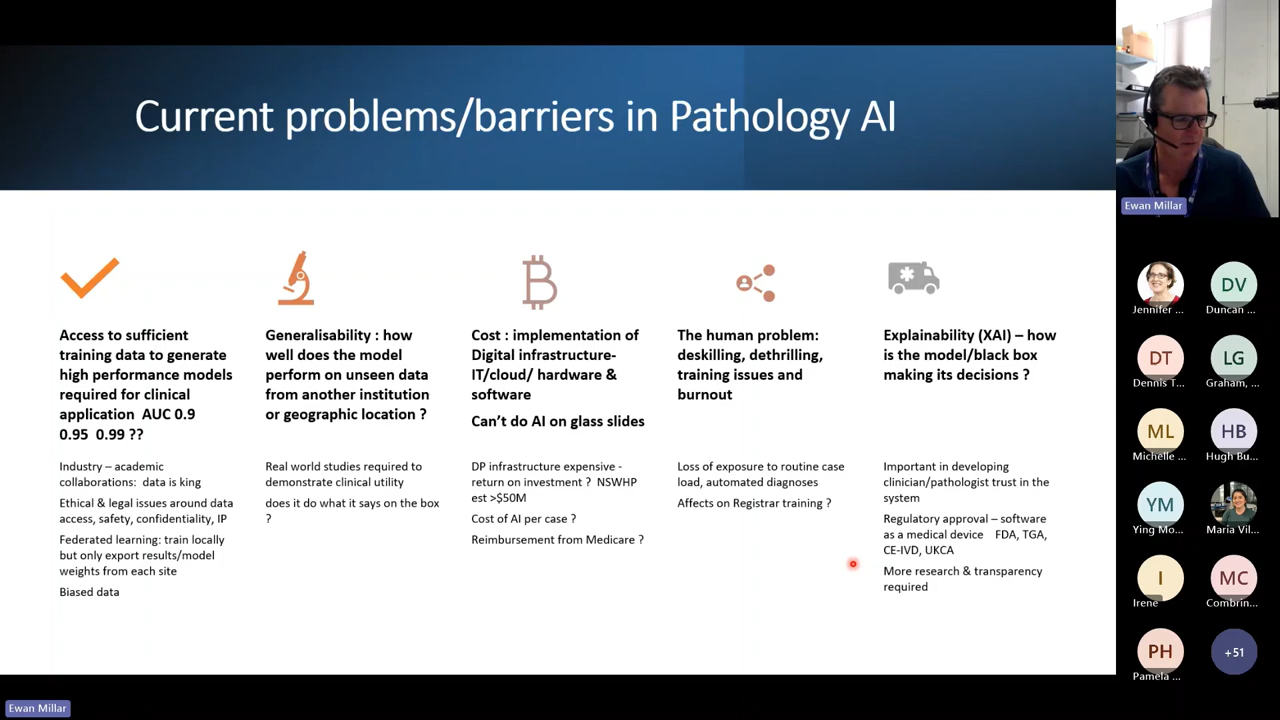 Current problems/barriers in Pathology AI
Access to sufficient
training data to generate
high performance models
required for clinical
application AUC 0.9
0.95 0.99 ??
Industry – academic
collaborations: data is king
Ethical & legal issues around data
access, safety, confidentiality, IP
Federated learning: train locally
but only export results/model
weights from each site
Biased data
Generalisability : how
well does the model
perform on unseen data
from another institution
or geographic location ?
Real world studies required to
demonstrate clinical utility
does it do what it says on the box
?
Cost : implementation of
Digital infrastructure-
IT/cloud/ hardware &
software
Can't do AI on glass slides
DP infrastructure expensive -
return on investment ? NSWHP
est >$50M
Cost of AI per case ?
Reimbursement from Medicare ?
The human problem:
deskilling, dethrilling,
training issues and
burnout
Loss of exposure to routine case
load, automated diagnoses
Affects on Registrar training ?
Explainability (XAI) – how
is the model/black box
making its decisions ?
Important in developing
clinician/pathologist trust in the
system
Regulatory approval – software
as a medical device FDA, TGA,
CE-IVD, UKCA
More research & transparency
required
Ewan Millar
Jennifer ...
DV
Duncan ...
DT
Dennis T...
LG
Graham, ...
ML
Michelle ...
HB
Hugh Bu...
YM
Ying Mo...
Maria Vil...
I
Irene
MC
Combrin...
PH
Pamela ...
+51
Ewan Millar